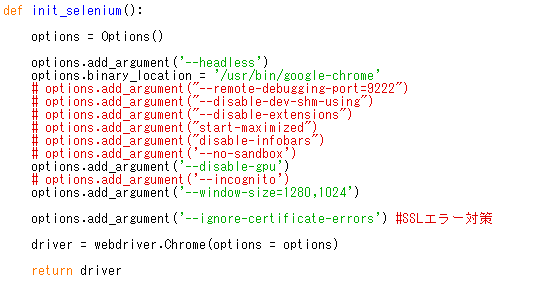 def init_selenium():
options = Options()
options.add_argument('--headless')
options.binary_location = '/usr/bin/google-chrome'
# options.add_argument("--remote-debugging-port=9222")
# options.add_argument("--disable-dev-shm-using")
# options.add_argument("--disable-extensions")
# options.add_argument("start-maximized")
# options.add_argument("disable-infobars")
# options.add_argument('--no-sandbox')
options.add_argument('--disable-gpu')
# options.add_argument('--incognito')
options.add_argument('--window-size=1280,1024')
options.add_argument('--ignore-certificate-errors') #SSLエラー対策
driver = webdriver.Chrome(options = options)
return driver